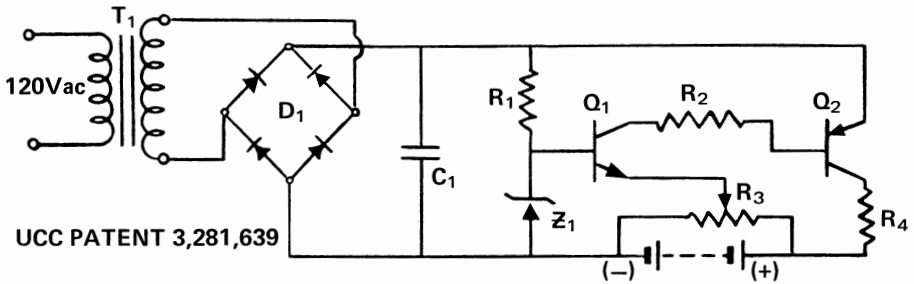 T1
120Vac
D1
C1
R1
Q1
R2
Q2
Z1
R3
R4
UCC PATENT 3,281,639
(−)
(+)